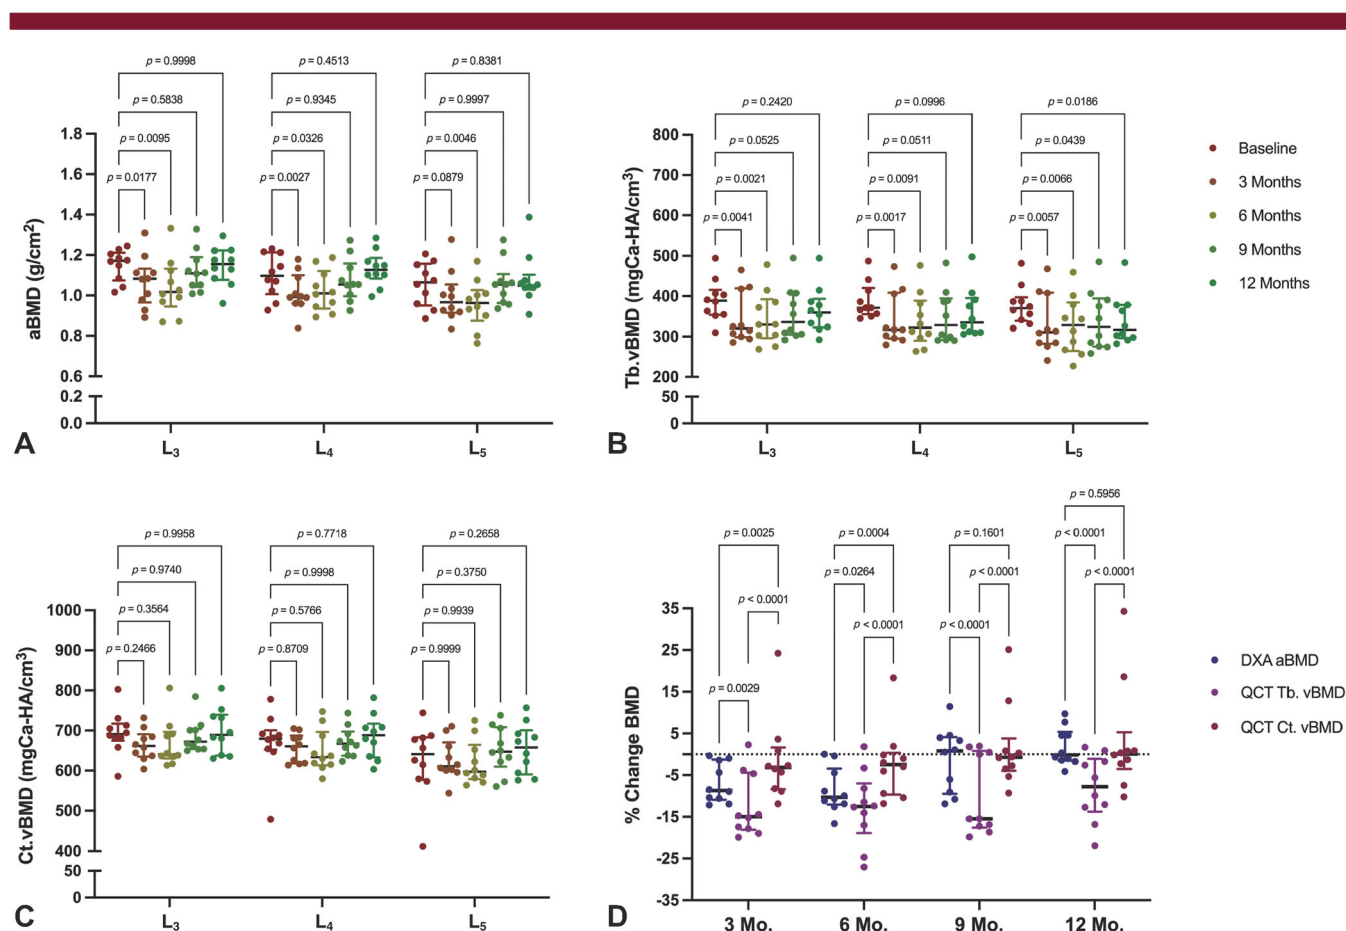 p = 0.9998
p = 0.5838
p = 0.0095
p = 0.0177
p = 0.4513
p = 0.9345
p = 0.0326
p = 0.0027
p = 0.8381
p = 0.9997
p = 0.0046
p = 0.0879
aBMD (g/cm²)
1.8
1.6
1.4
1.2
1.0
0.8
0.6
0.2
0.0
L₃
L₄
L₅
A
p = 0.2420
p = 0.0525
p = 0.0021
p = 0.0041
p = 0.0996
p = 0.0511
p = 0.0091
p = 0.0017
p = 0.0186
p = 0.0439
p = 0.0066
p = 0.0057
Tb.vBMD (mgCa-HA/cm³)
800
700
600
500
400
300
200
50
0
L₃
L₄
L₅
B
Baseline
3 Months
6 Months
9 Months
12 Months
p = 0.9958
p = 0.9740
p = 0.3564
p = 0.2466
p = 0.7718
p = 0.9998
p = 0.5766
p = 0.8709
p = 0.2658
p = 0.3750
p = 0.9939
p = 0.9999
Ct.vBMD (mgCa-HA/cm³)
1000
900
800
700
600
500
400
50
0
L₃
L₄
L₅
C
p = 0.0025
p < 0.0001
p = 0.0029
p = 0.0004
p = 0.0264
p < 0.0001
p = 0.1601
p < 0.0001
p < 0.0001
p = 0.5956
p < 0.0001
p < 0.0001
% Change BMD
35
25
15
5
-5
-15
-25
-35
3 Mo.
6 Mo.
9 Mo.
12 Mo.
D
DXA aBMD
QCT Tb. vBMD
QCT Ct. vBMD